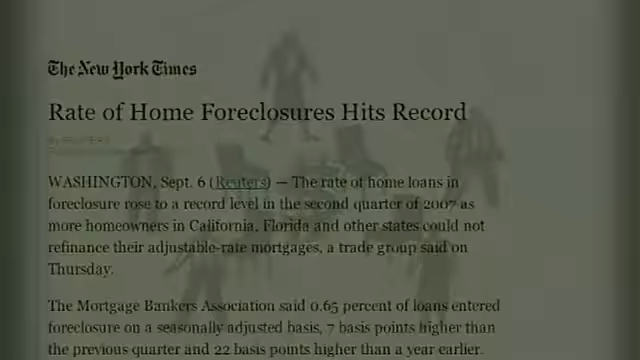 The New York Times
Rate of Home Foreclosures Hits Record
By REUTERS
WASHINGTON, Sept. 6 (Reuters) — The rate of home loans in
foreclosure rose to a record level in the second quarter of 2007 as
more homeowners in California, Florida and other states could not
refinance their adjustable-rate mortgages, a trade group said on
Thursday.
The Mortgage Bankers Association said 0.65 percent of loans entered
foreclosure on a seasonally adjusted basis, 7 basis points higher than
the previous quarter and 22 basis points higher than a year earlier.